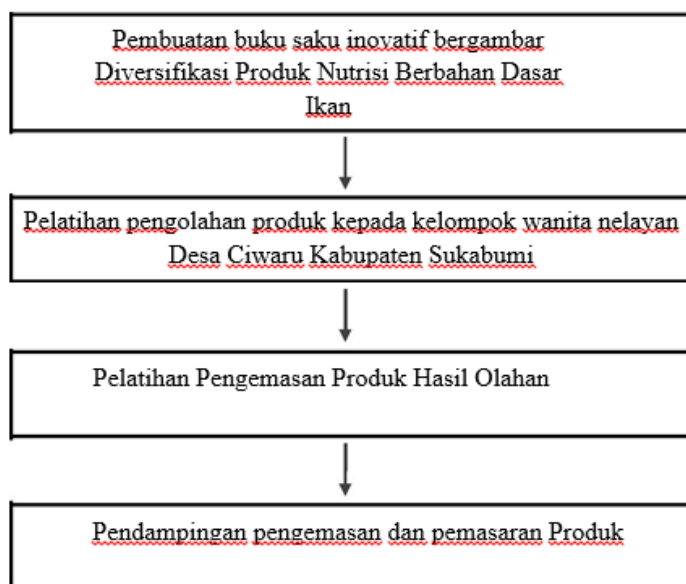 Pembuatan buku saku inovatif bergambar
Diversifikasi Produk Nutrisi Berbahan Dasar
Ikan
Pelatihan pengolahan produk kepada kelompok wanita nelayan
Desa Ciwaru Kabupaten Sukabumi
Pelatihan Pengemasan Produk Hasil Olahan
Pendampingan pengemasan dan pemasaran Produk